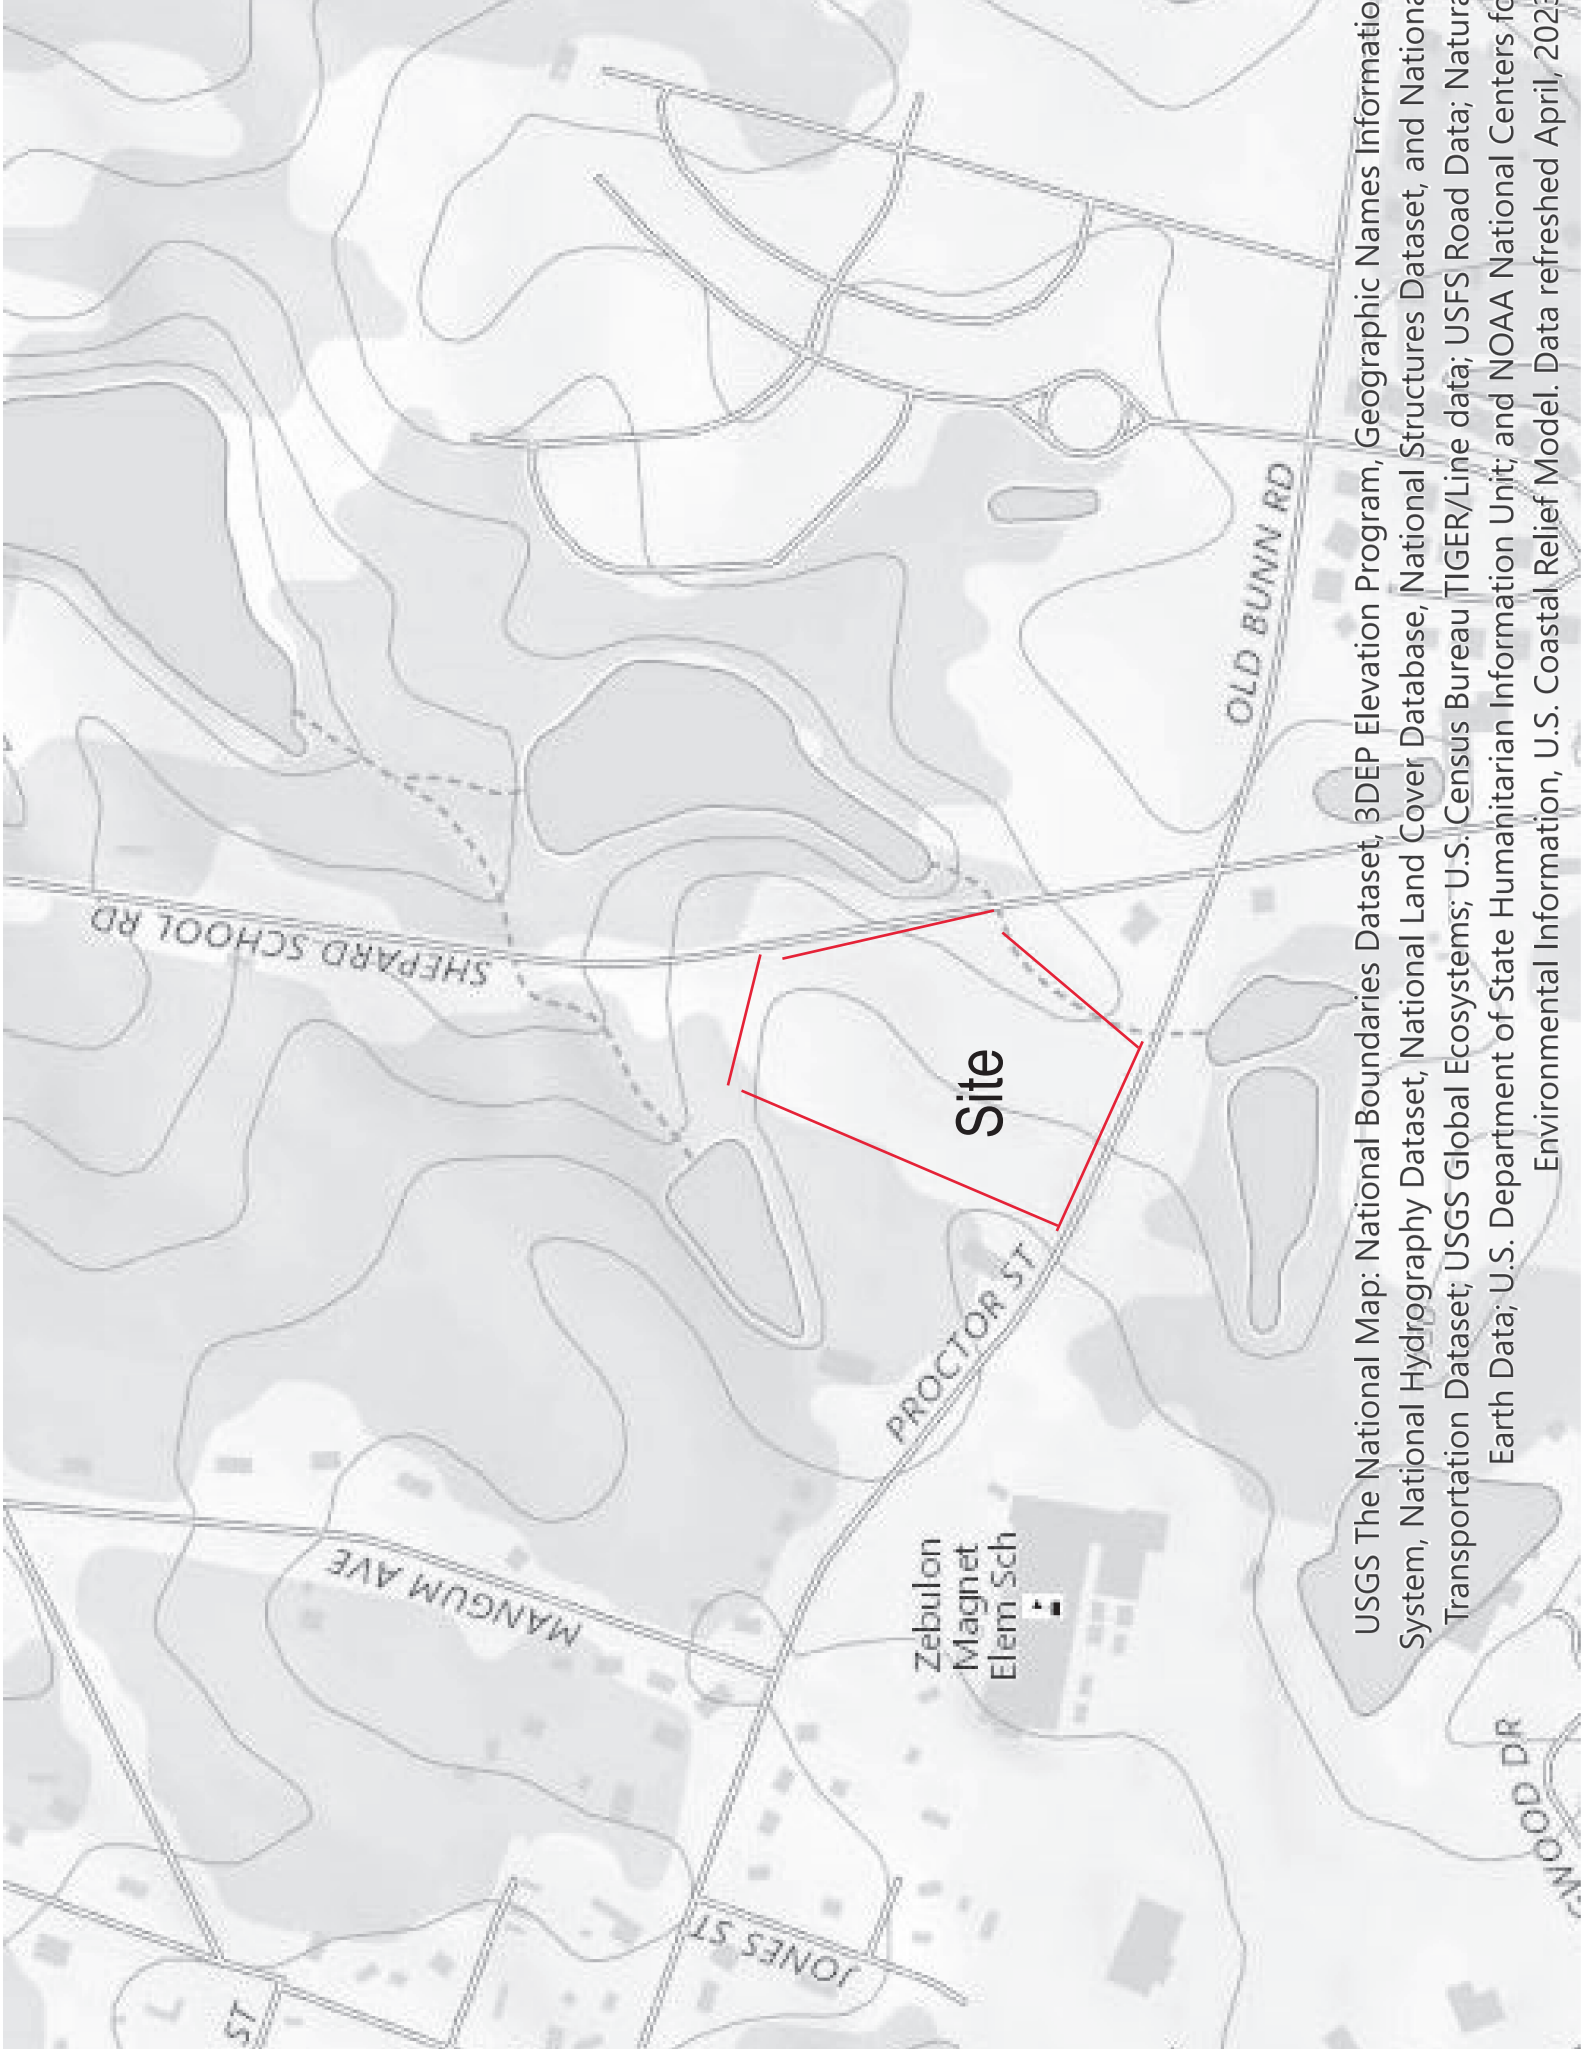 SHEPARD SCHOOL RD
OLD BUNN RD
Site
PROCTOR ST
MANGUM AVE
Zebulon
Magnet
Elem Sch
JONES ST
ST
GWOOD DR
USGS The National Map: National Boundaries Dataset, 3DEP Elevation Program, Geographic Names Informatio
System, National Hydrography Dataset, National Land Cover Database, National Structures Dataset, and Nationa
Transportation Dataset; USGS Global Ecosystems; U.S. Census Bureau TIGER/Line data; USFS Road Data; Natura
Earth Data; U.S. Department of State Humanitarian Information Unit; and NOAA National Centers fo
Environmental Information, U.S. Coastal Relief Model. Data refreshed April, 2023